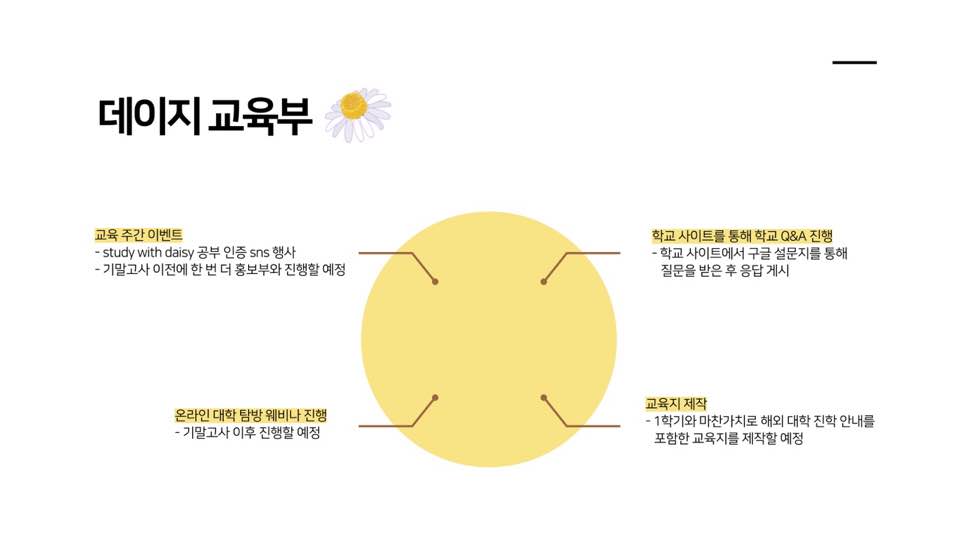 데이지 교육부
교육 주간 이벤트
- study with daisy 공부 인증 sns 행사
- 기말고사 이전에 한 번 더 홍보부와 진행할 예정
학교 사이트를 통해 학교 Q&A 진행
- 학교 사이트에서 구글 설문지를 통해
질문을 받은 후 응답 게시
온라인 대학 탐방 웨비나 진행
- 기말고사 이후 진행할 예정
교육지 제작
- 1학기와 마찬가치로 해외 대학 진학 안내를
포함한 교육지를 제작할 예정